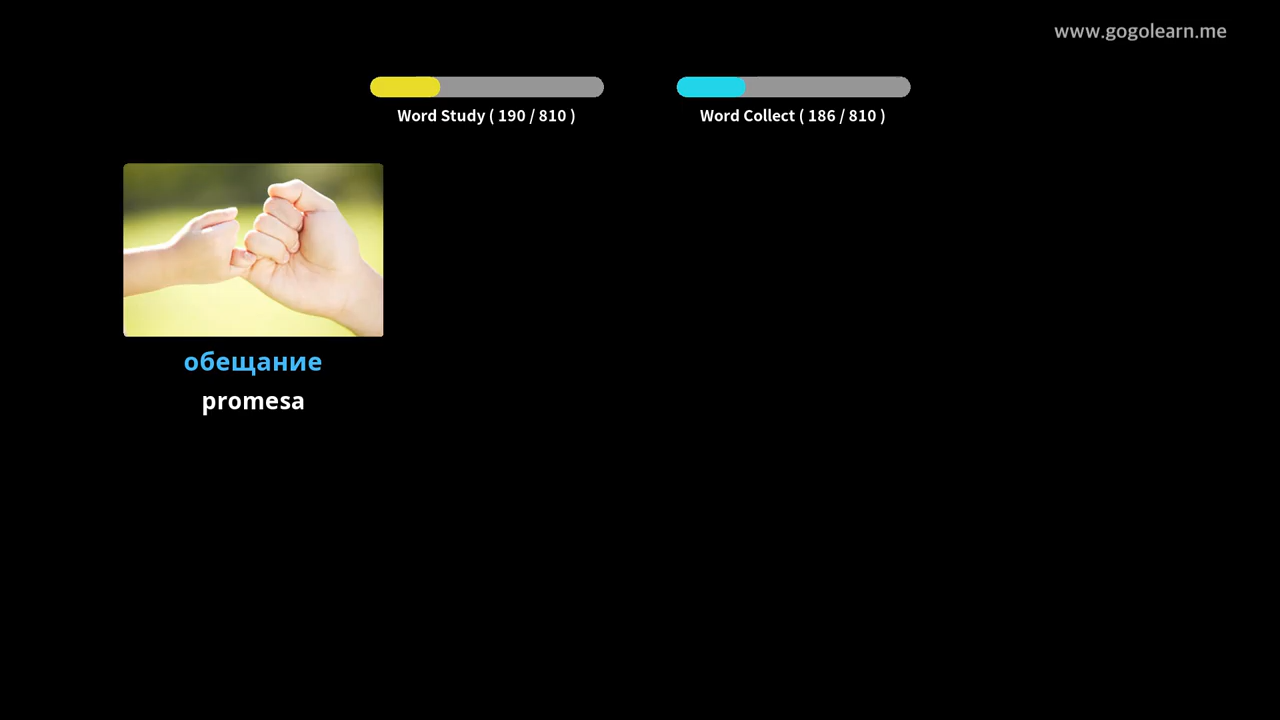 www.gogolearn.me
Word Study ( 190 / 810 )
Word Collect ( 186 / 810 )
обещание
promesa